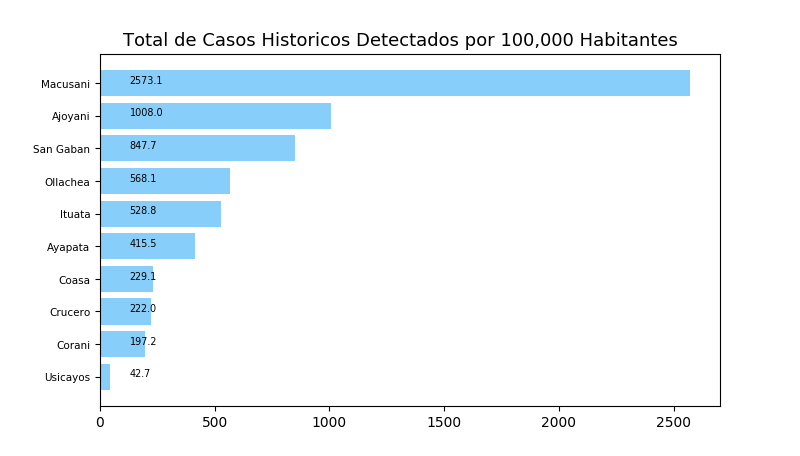 Total de Casos Historicos Detectados por 100,000 Habitantes
Macusani 2573.1
Ajoyani 1008.0
San Gaban 847.7
Ollachea 568.1
Ituata 528.8
Ayapata 415.5
Coasa 229.1
Crucero 222.0
Corani 197.2
Usicayos 42.7
0 500 1000 1500 2000 2500